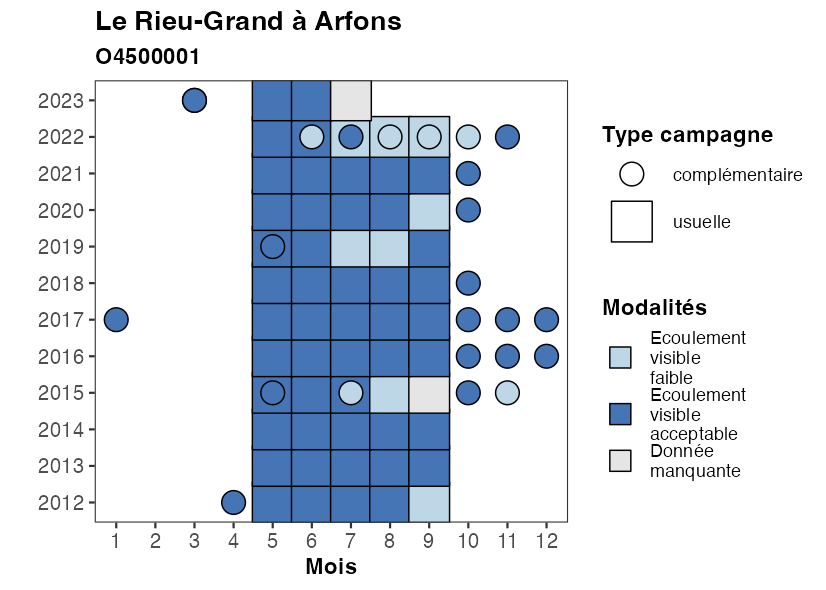 Le Rieu-Grand à Arfons
O4500001
2023
2022
2021
2020
2019
2018
2017
2016
2015
2014
2013
2012
1 2 3 4 5 6 7 8 9 10 11 12
Mois
Type campagne
complémentaire
usuelle
Modalités
Ecoulement
visible
faible
Ecoulement
visible
acceptable
Donnée
manquante